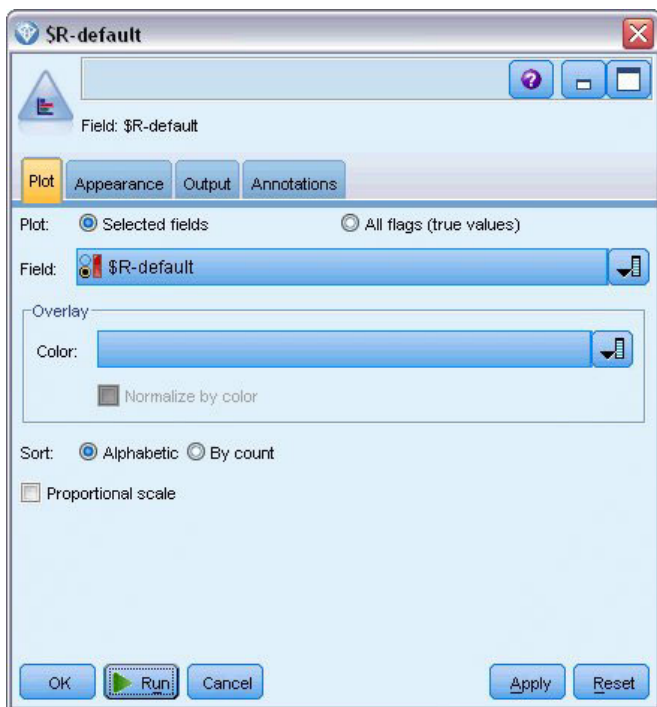 $R-default
Field: $R-default
Plot Appearance Output Annotations
Plot: Selected fields All flags (true values)
Field: $R-default
Overlay
Color:
Normalize by color
Sort: Alphabetic By count
Proportional scale
OK Run Cancel Apply Reset